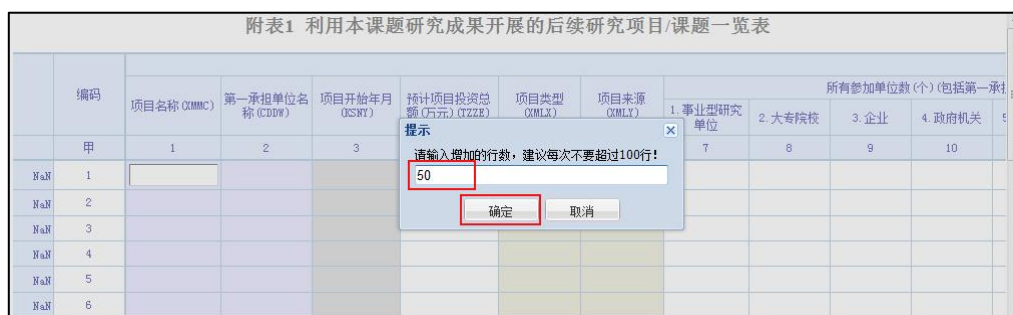 附表1 利用本课题研究成果开展的后续研究项目/课题一览表
所有参加单位数(个)(包括第一承
编码
项目名称(XMMC)
第一承担单位名
称(CDDW)
项目开始年月
(KSNY)
预计项目投资总
额(万元)(TZZE)
项目类型
(XMLX)
项目来源
(XMLY)
1.事业型研究
单位
2.大专院校
3.企业
4.政府机关
甲 1 2 3 7 8 9 10
提示
请输入增加的行数，建议每次不要超过100行!
50
确定 取消
NaN 1
NaN 2
NaN 3
NaN 4
NaN 5
NaN 6